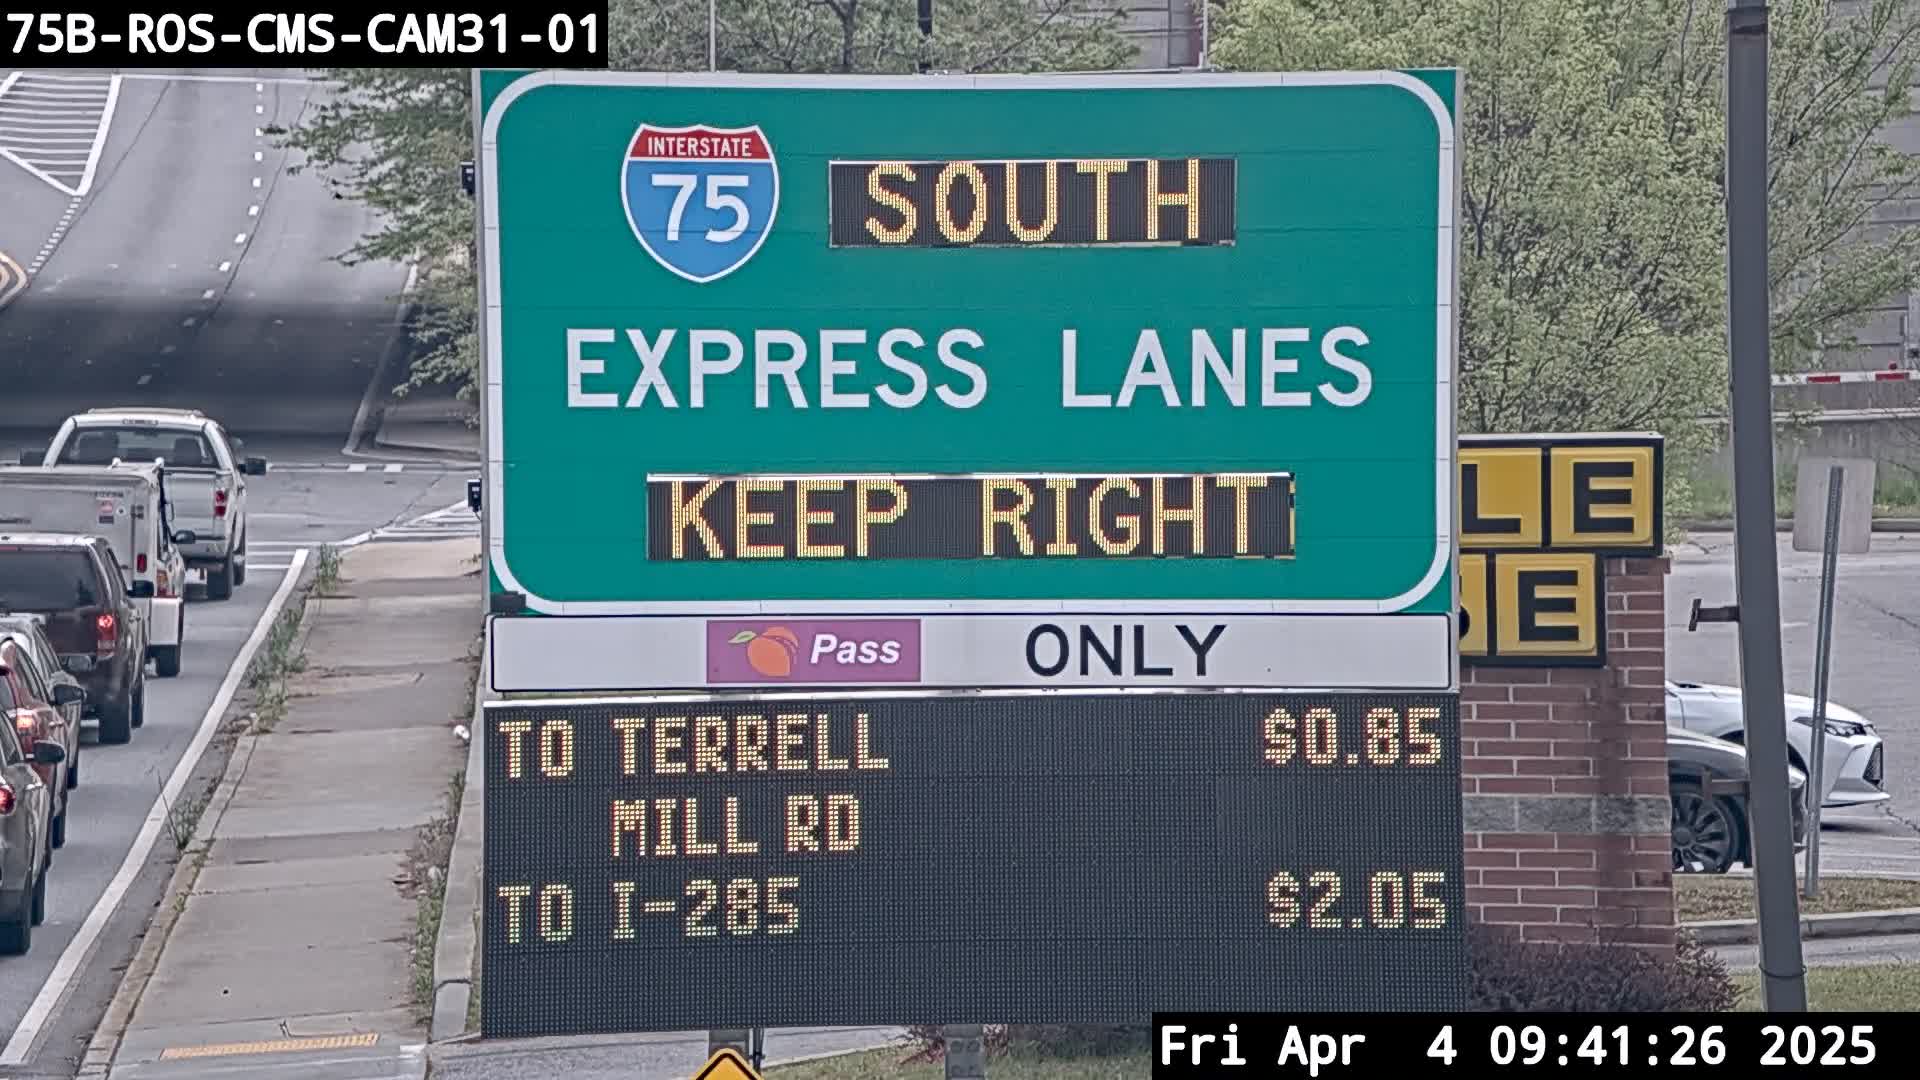 75B-ROS-CMS-CAM31-01
INTERSTATE
75
SOUTH
EXPRESS LANES
KEEP RIGHT
Pass ONLY
TO TERRELL $0.85
MILL RD
TO I-285 $2.05
LE
E
Fri Apr 4 09:41:26 2025